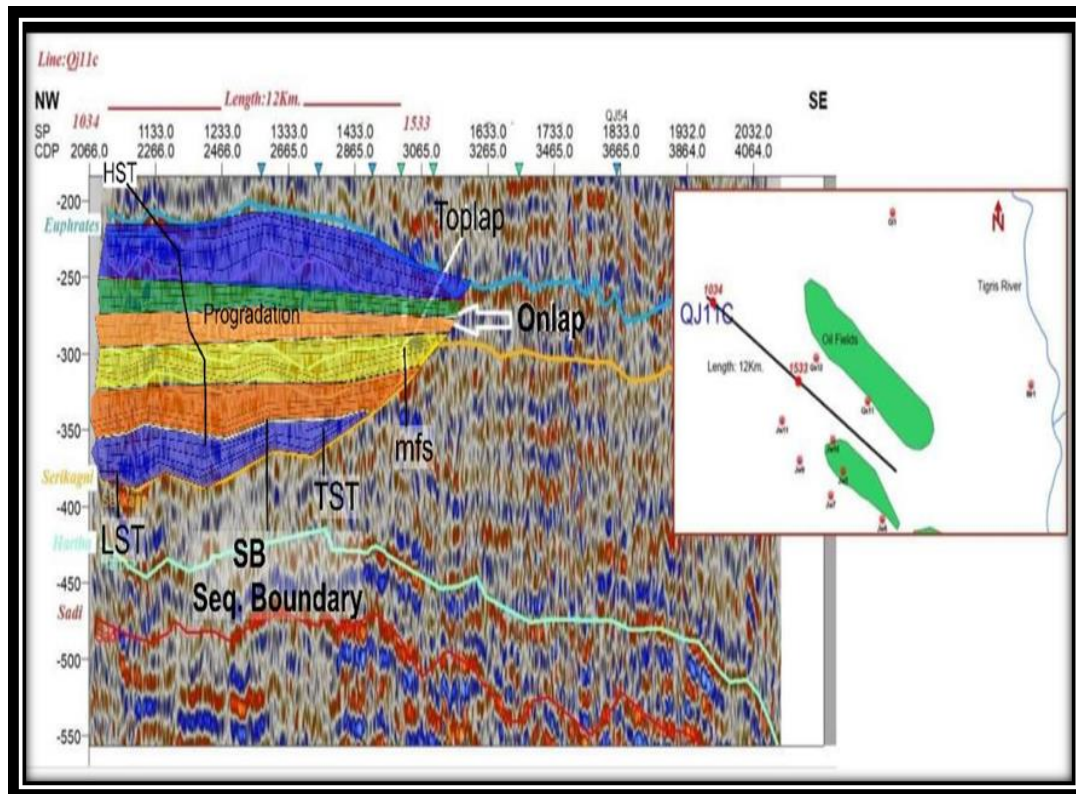 Line:Qj11c
NW
Length:12Km.
SE
SP 1034 1133.0 1233.0 1333.0 1433.0 1533 1633.0 1733.0 QJ54 1833.0 1932.0 2032.0
CDP 2066.0 2266.0 2466.0 2665.0 2865.0 3065.0 3265.0 3465.0 3665.0 3864.0 4064.0
HST
-200
Euphrates
Toplap
-250
Progradation
Onlap
-300
-350
mfs
Serikagni
TST
-400
LST
Hartha
SB
-450
Seq. Boundary
Sadi
-500
-550
N
1034
QJ11C
Tigris River
Oil Fields
Length: 12Km.
1533